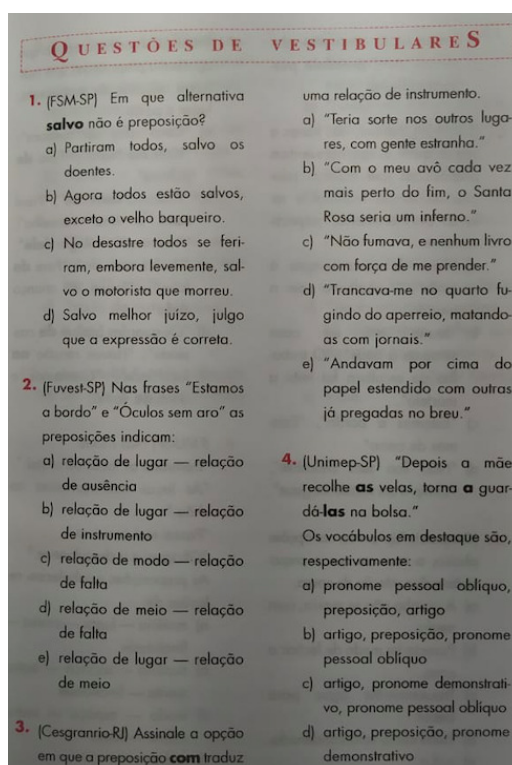 QUESTÕES DE VESTIBULARES
1. (FSM-SP) Em que alternativa
salvo não é preposição?
a) Partiram todos, salvo os
doentes.
b) Agora todos estão salvos,
exceto o velho barqueiro.
c) No desastre todos se feri-
ram, embora levemente, sal-
vo o motorista que morreu.
d) Salvo melhor juízo, julgo
que a expressão é correta.
2. (Fuvest-SP) Nas frases “Estamos
a bordo” e “Óculos sem aro” as
preposições indicam:
a) relação de lugar — relação
de ausência
b) relação de lugar — relação
de instrumento
c) relação de modo — relação
de falta
d) relação de meio — relação
de falta
e) relação de lugar — relação
de meio
3. (Cesgranrio-RJ) Assinale a opção
em que a preposição com traduz
uma relação de instrumento.
a) “Teria sorte nos outros luga-
res, com gente estranha.”
b) “Com o meu avô cada vez
mais perto do fim, o Santa
Rosa seria um inferno.”
c) “Não fumava, e nenhum livro
com força de me prender.”
d) “Trancava-me no quarto fu-
gindo do aperreio, matando-
as com jornais.”
e) “Andavam por cima do
papel estendido com outras
já pregadas no breu.”
4. (Unimep-SP) “Depois a mãe
recolhe as velas, torna a guar-
dá-las na bolsa.”
Os vocábulos em destaque são,
respectivamente:
a) pronome pessoal oblíquo,
preposição, artigo
b) artigo, preposição, pronome
pessoal oblíquo
c) artigo, pronome demonstrati-
vo, pronome pessoal oblíquo
d) artigo, preposição, pronome
demonstrativo